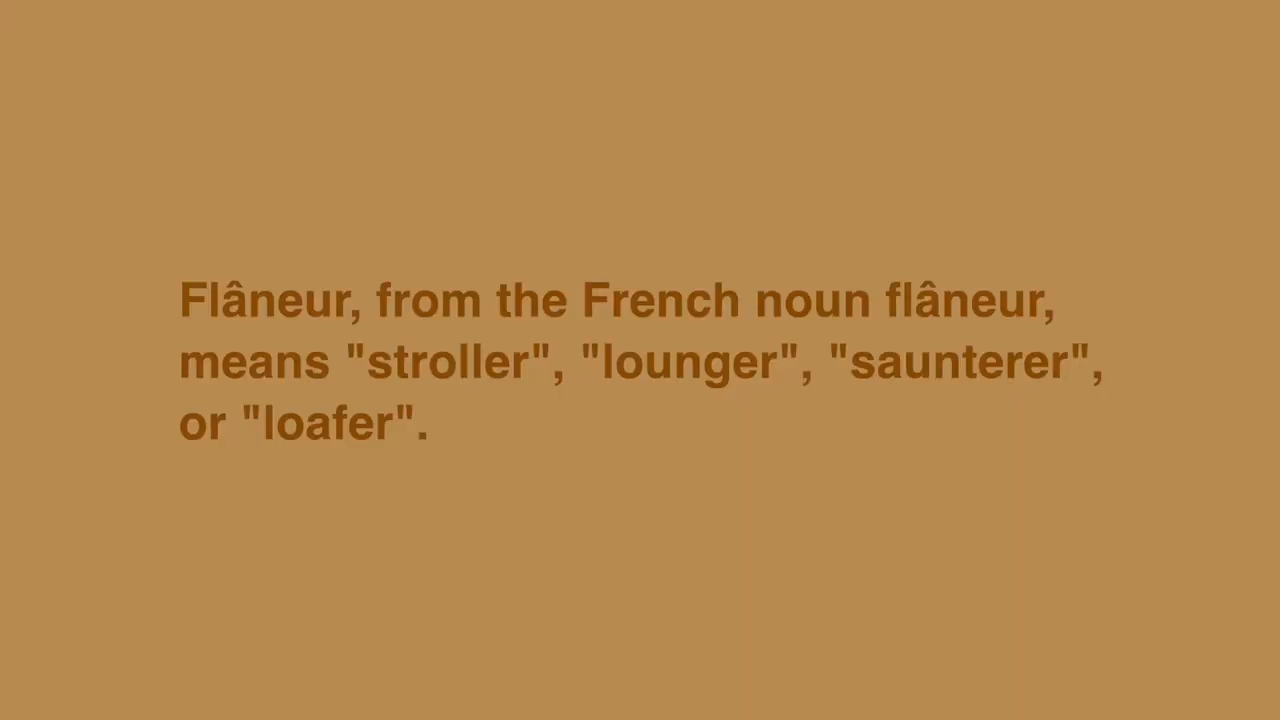 Flâneur, from the French noun flâneur,
means "stroller", "lounger", "saunterer",
or "loafer".